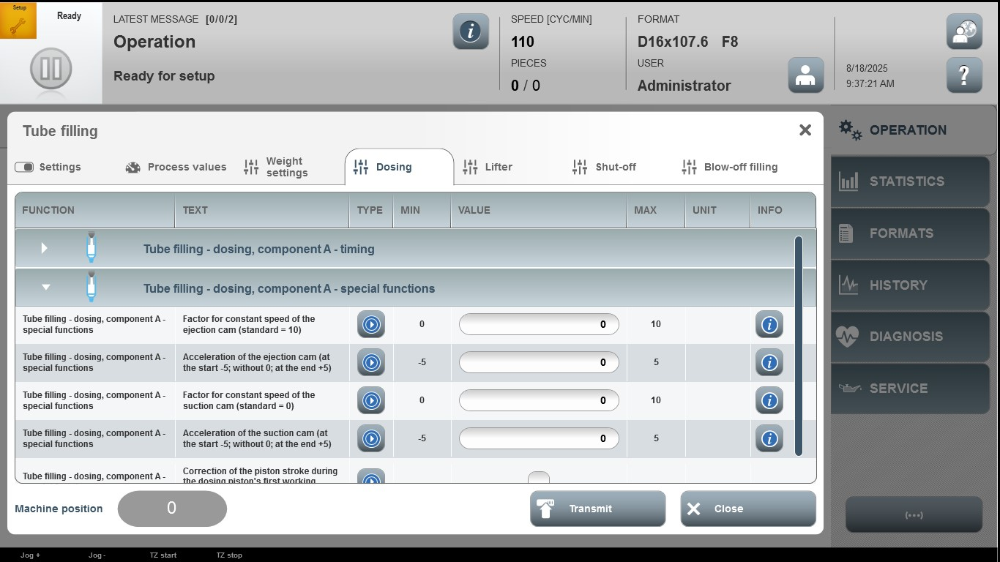 Setup
Ready
LATEST MESSAGE [0/0/2]
Operation
Ready for setup
SPEED [CYC/MIN]
110
PIECES
0 / 0
FORMAT
D16x107.6 F8
USER
Administrator
8/18/2025
9:37:21 AM
?
Tube filling
Settings
Process values
Weight
settings
Dosing
Lifter
Shut-off
Blow-off filling
FUNCTION TEXT TYPE MIN VALUE MAX UNIT INFO
Tube filling - dosing, component A - timing
Tube filling - dosing, component A - special functions
Tube filling - dosing, component A -
special functions
Factor for constant speed of the
ejection cam (standard = 10)
0 0 10
Tube filling - dosing, component A -
special functions
Acceleration of the ejection cam (at
the start -5; without 0; at the end +5)
-5 0 5
Tube filling - dosing, component A -
special functions
Factor for constant speed of the
suction cam (standard = 0)
0 0 10
Tube filling - dosing, component A -
special functions
Acceleration of the suction cam (at
the start -5; without 0; at the end +5)
-5 0 5
Tube filling - dosing, component A -
Correction of the piston stroke during
the dosing piston's first working
Machine position 0
Transmit
Close
OPERATION
STATISTICS
FORMATS
HISTORY
DIAGNOSIS
SERVICE
(...)
Jog + Jog - TZ start TZ stop